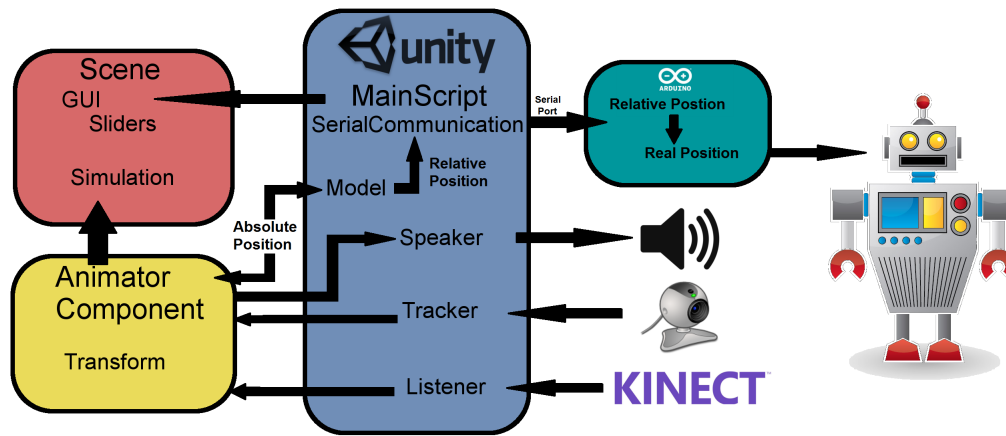 Scene
GUI
Sliders
Simulation
Absolute
Position
Animator
Component
Transform
unity
MainScript
SerialCommunication
Model
Relative
Position
Speaker
Tracker
Listener
Serial
Port
ARDUINO
Relative Postion
Real Position
KINECT™